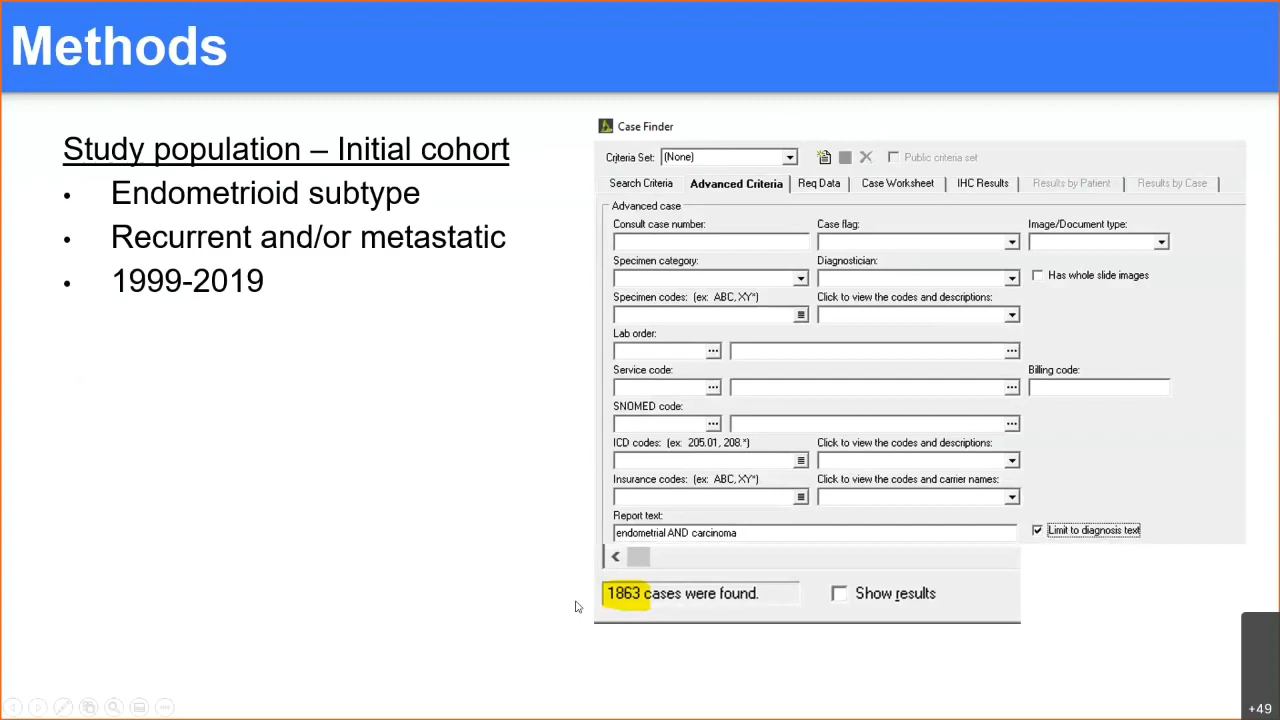 Methods
Study population – Initial cohort
• Endometrioid subtype
• Recurrent and/or metastatic
• 1999-2019
Case Finder
Criteria Set: (None) Public criteria set
Search Criteria Advanced Criteria Req Data Case Worksheet IHC Results Results by Patient Results by Case
Advanced case
Consult case number: Case flag: Image/Document type:
Specimen category: Diagnostician:
Has whole slide images
Specimen codes: (ex: ABC, XY*) Click to view the codes and descriptions:
Lab order:
Service code: Billing code:
SNOMED code:
ICD codes: (ex: 205.01, 208.*) Click to view the codes and descriptions:
Insurance codes: (ex: ABC, XY*) Click to view the codes and carrier names:
Report text:
endometrial AND carcinoma Limit to diagnosis text
1863 cases were found. Show results
+49